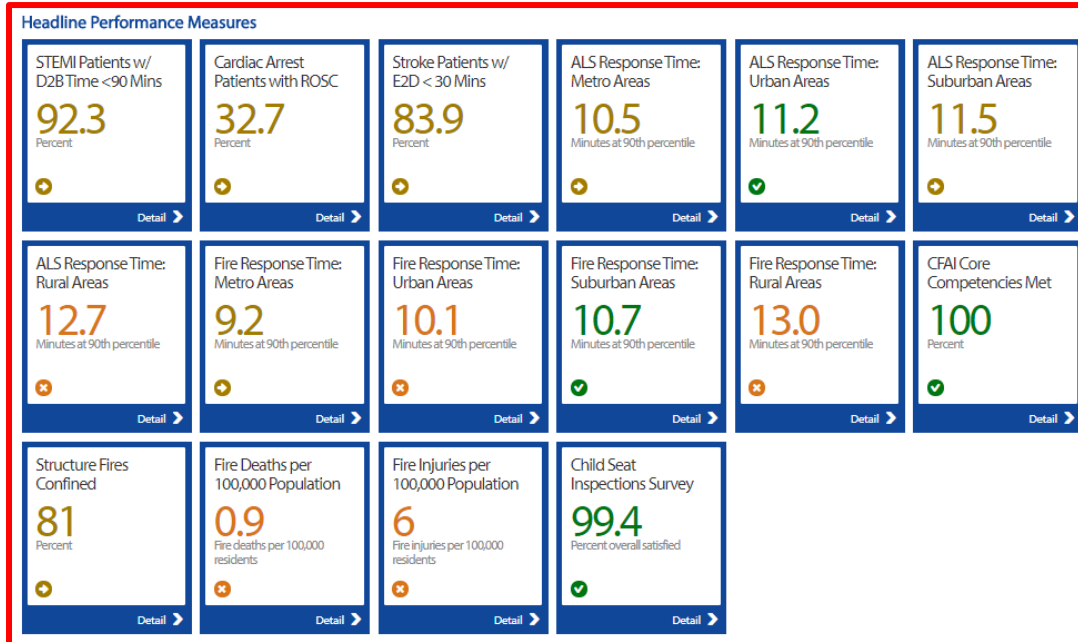 Headline Performance Measures
STEMI Patients w/
D2B Time <90 Mins
92.3
Percent
Detail
Cardiac Arrest
Patients with ROSC
32.7
Percent
Detail
Stroke Patients w/
E2D < 30 Mins
83.9
Percent
Detail
ALS Response Time:
Metro Areas
10.5
Minutes at 90th percentile
Detail
ALS Response Time:
Urban Areas
11.2
Minutes at 90th percentile
Detail
ALS Response Time:
Suburban Areas
11.5
Minutes at 90th percentile
Detail
ALS Response Time:
Rural Areas
12.7
Minutes at 90th percentile
Detail
Fire Response Time:
Metro Areas
9.2
Minutes at 90th percentile
Detail
Fire Response Time:
Urban Areas
10.1
Minutes at 90th percentile
Detail
Fire Response Time:
Suburban Areas
10.7
Minutes at 90th percentile
Detail
Fire Response Time:
Rural Areas
13.0
Minutes at 90th percentile
Detail
CFAI Core
Competencies Met
100
Percent
Detail
Structure Fires
Confined
81
Percent
Detail
Fire Deaths per
100,000 Population
0.9
Fire deaths per 100,000
residents
Detail
Fire Injuries per
100,000 Population
6
Fire injuries per 100,000
residents
Detail
Child Seat
Inspections Survey
99.4
Percent overall satisfied
Detail